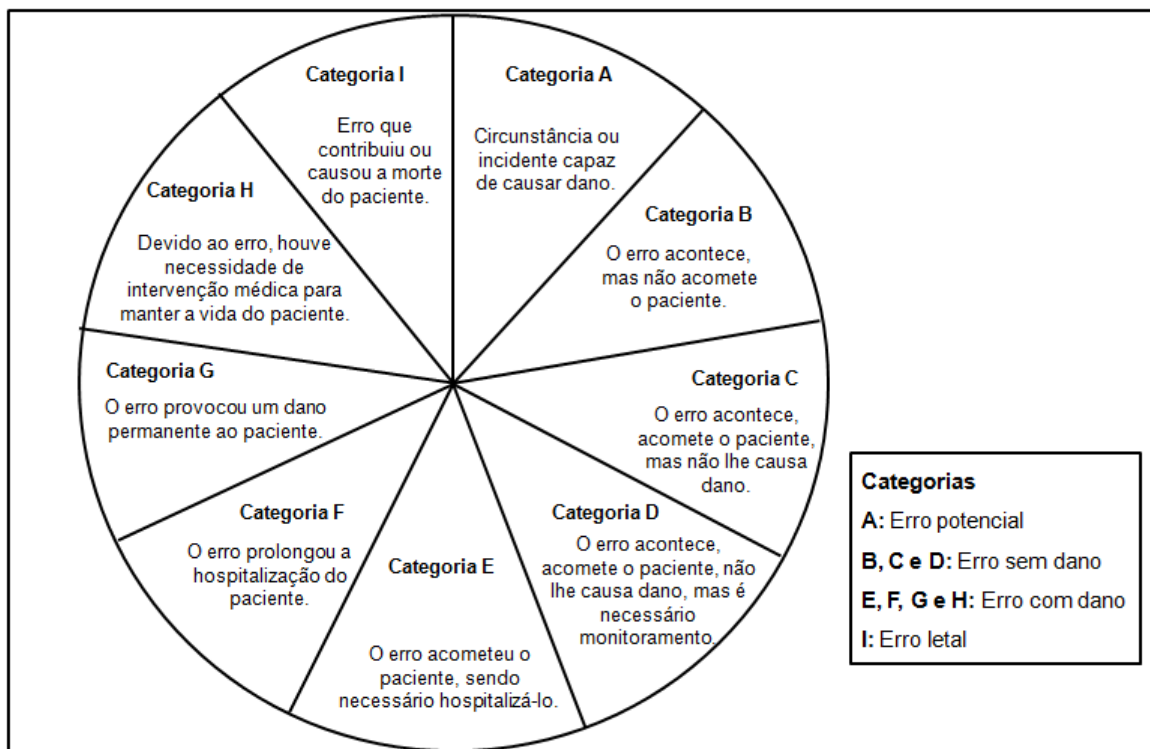 Categoria I
Erro que
contribuiu ou
causou a morte
do paciente.
Categoria A
Circunstância ou
incidente capaz
de causar dano.
Categoria B
O erro acontece,
mas não acomete
o paciente.
Categoria C
O erro acontece,
acomete o paciente,
mas não lhe causa
dano.
Categoria D
O erro acontece,
acomete o paciente, não
lhe causa dano, mas é
necessário
monitoramento.
Categoria E
O erro acometeu o
paciente, sendo
necessário hospitalizá-lo.
Categoria F
O erro prolongou a
hospitalização do
paciente.
Categoria G
O erro provocou um dano
permanente ao paciente.
Categoria H
Devido ao erro, houve
necessidade de
intervenção médica para
manter a vida do paciente.
Categorias
A: Erro potencial
B, C e D: Erro sem dano
E, F, G e H: Erro com dano
I: Erro letal